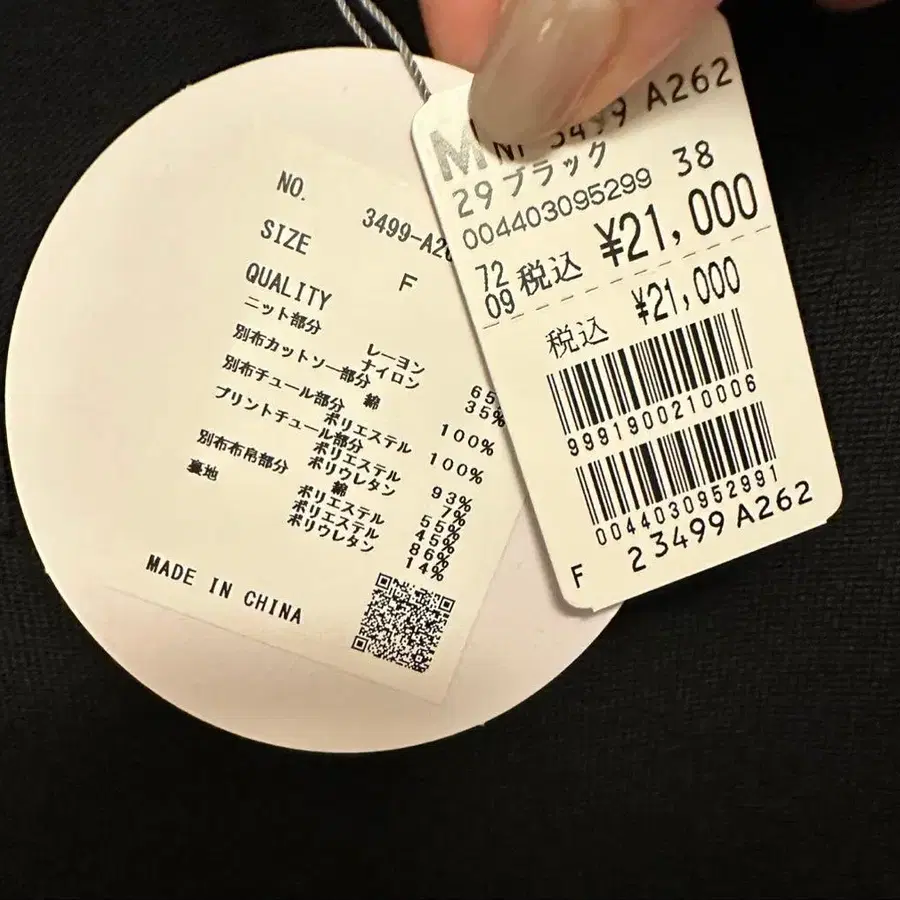 NO.
3499-A26
SIZE
F
QUALITY
ニット部分
レーヨン 65
ナイロン 35%
別布カットソー部分
綿 100%
別布チュール部分
ポリエステル 100%
プリントチュール部分
ポリエステル 93%
ポリウレタン 7%
別布布帛部分
綿 55%
ポリエステル 45%
裏地
ポリエステル 86%
ポリウレタン 14%
MADE IN CHINA
3499 A262
29 ブラック 38
004403095299
72
09 税込 ¥21,000
税込 ¥21,000
9991900210006
0044030952991
F 23499 A262